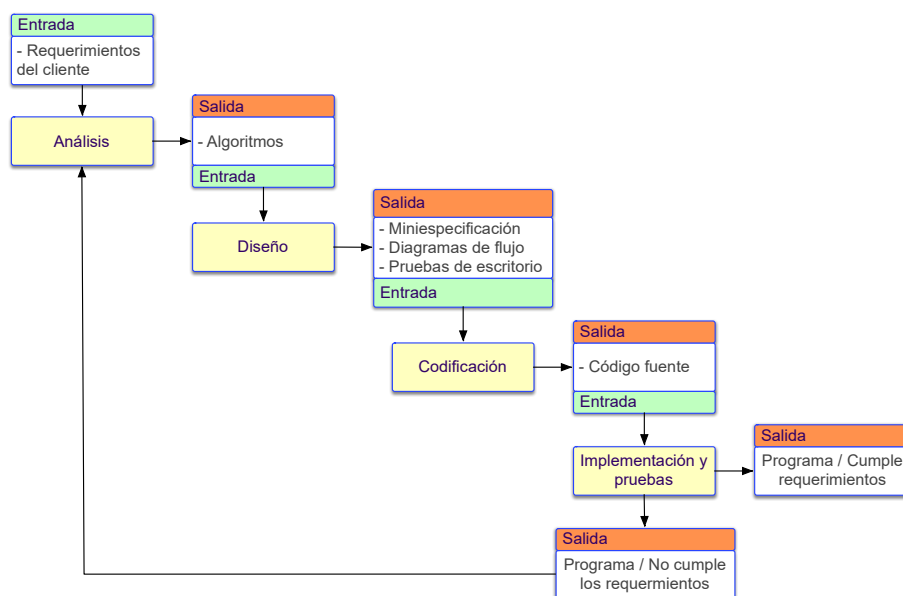 Entrada
- Requerimientos
del cliente
Análisis
Salida
- Algoritmos
Entrada
Diseño
Salida
- Miniespecificación
- Diagramas de flujo
- Pruebas de escritorio
Entrada
Codificación
Salida
- Código fuente
Entrada
Implementación y
pruebas
Salida
Programa / Cumple
requerimientos
Salida
Programa / No cumple
los requermientos